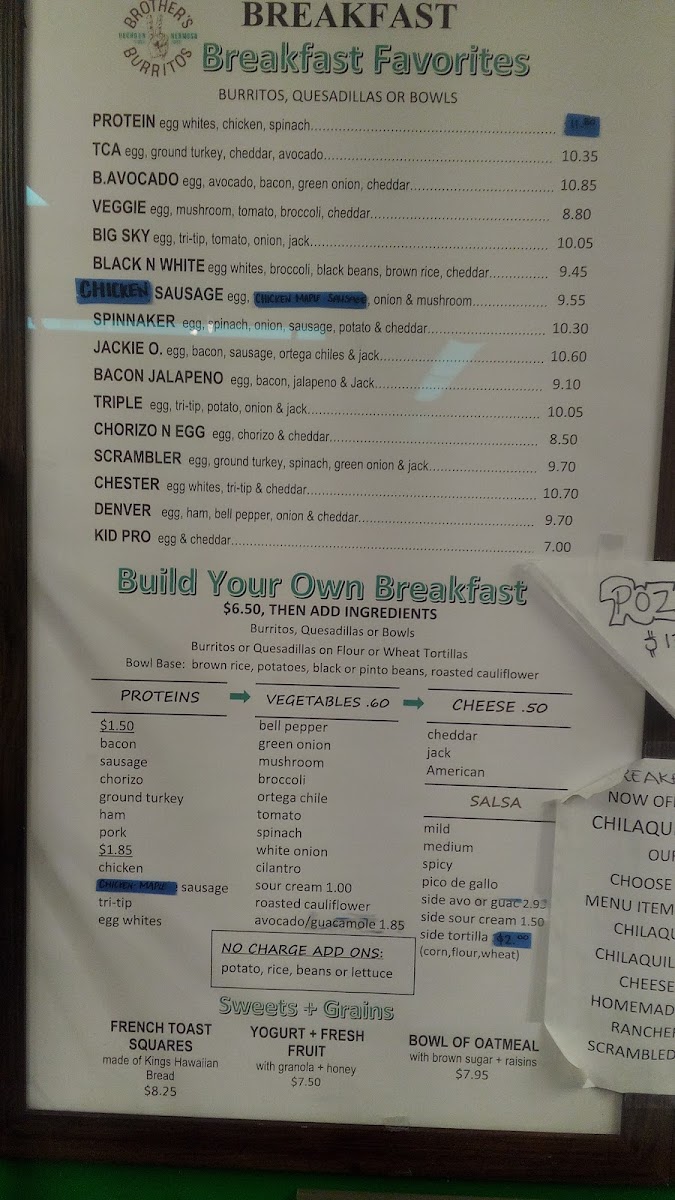 BREAKFAST
BROTHER'S
BURRITOS
HERMOSA
Breakfast Favorites
BURRITOS, QUESADILLAS OR BOWLS
PROTEIN egg whites, chicken, spinach
TCA egg, ground turkey, cheddar, avocado 10.35
B.AVOCADO egg, avocado, bacon, green onion, cheddar 10.85
VEGGIE egg, mushroom, tomato, broccoli, cheddar 8.80
BIG SKY egg, tri-tip, tomato, onion, jack 10.05
BLACK N WHITE egg whites, broccoli, black beans, brown rice, cheddar 9.45
CHICKEN SAUSAGE egg, CHICKEN MAPLE SAUSAGE, onion & mushroom 9.55
SPINNAKER egg, spinach, onion, sausage, potato & cheddar 10.30
JACKIE O. egg, bacon, sausage, ortega chiles & jack 10.60
BACON JALAPENO egg, bacon, jalapeno & Jack 9.10
TRIPLE egg, tri-tip, potato, onion & jack 10.05
CHORIZO N EGG egg, chorizo & cheddar 8.50
SCRAMBLER egg, ground turkey, spinach, green onion & jack 9.70
CHESTER egg whites, tri-tip & cheddar 10.70
DENVER egg, ham, bell pepper, onion & cheddar 9.70
KID PRO egg & cheddar 7.00
Build Your Own Breakfast
$6.50, THEN ADD INGREDIENTS
Burritos, Quesadillas or Bowls
Burritos or Quesadillas on Flour or Wheat Tortillas
Bowl Base: brown rice, potatoes, black or pinto beans, roasted cauliflower
PROTEINS
$1.50
bacon
sausage
chorizo
ground turkey
ham
pork
$1.85
chicken
CHICKEN-MAPLE sausage
tri-tip
egg whites
VEGETABLES .60
bell pepper
green onion
mushroom
broccoli
ortega chile
tomato
spinach
white onion
cilantro
sour cream 1.00
roasted cauliflower
avocado/guacamole 1.85
CHEESE .50
cheddar
jack
American
SALSA
mild
medium
spicy
pico de gallo
side avo or guac 2.93
side sour cream 1.50
side tortilla $2.00
(corn,flour,wheat)
NO CHARGE ADD ONS:
potato, rice, beans or lettuce
Sweets + Grains
FRENCH TOAST
SQUARES
made of Kings Hawaiian
Bread
$8.25
YOGURT + FRESH
FRUIT
with granola + honey
$7.50
BOWL OF OATMEAL
with brown sugar + raisins
$7.95
POZ
$1
REAK
NOW OF
CHILAQU
OUR
CHOOSE
MENU ITEM
CHILAQU
CHILAQUIL
CHEESE
HOMEMAD
RANCHE
SCRAMBLED